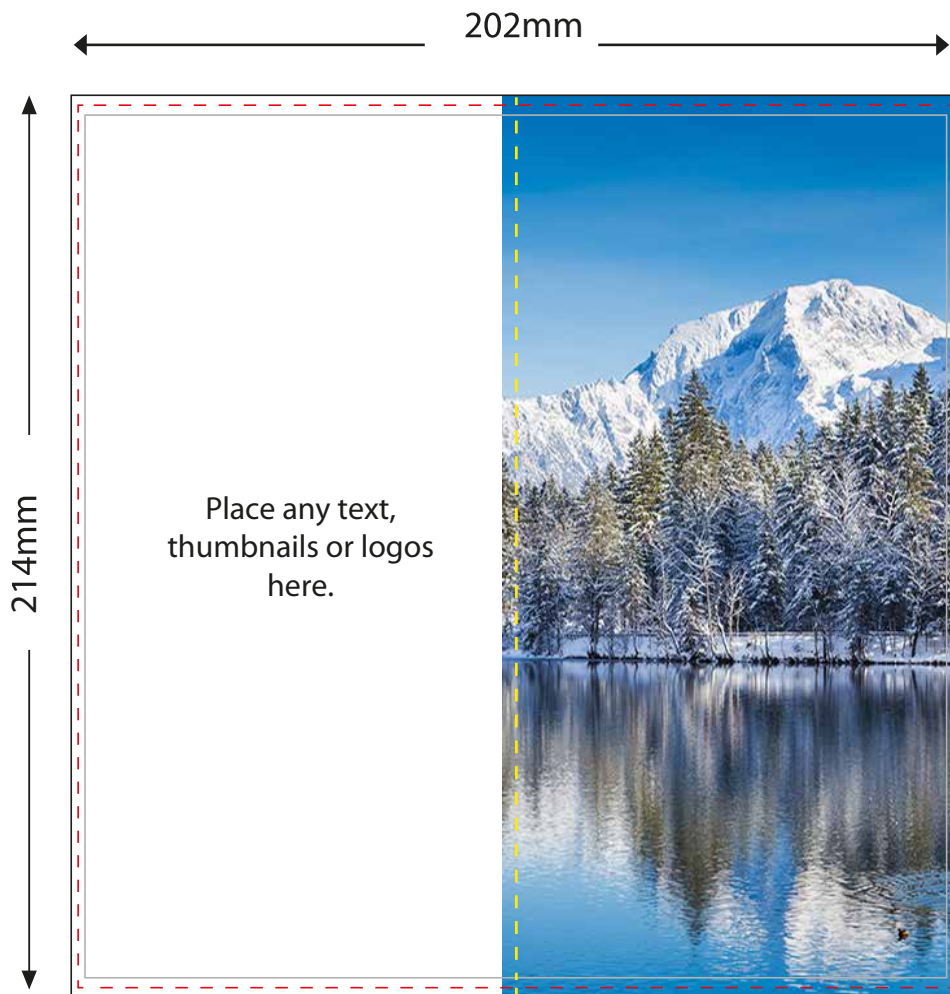 202mm
214mm
Place any text,
thumbnails or logos
here.